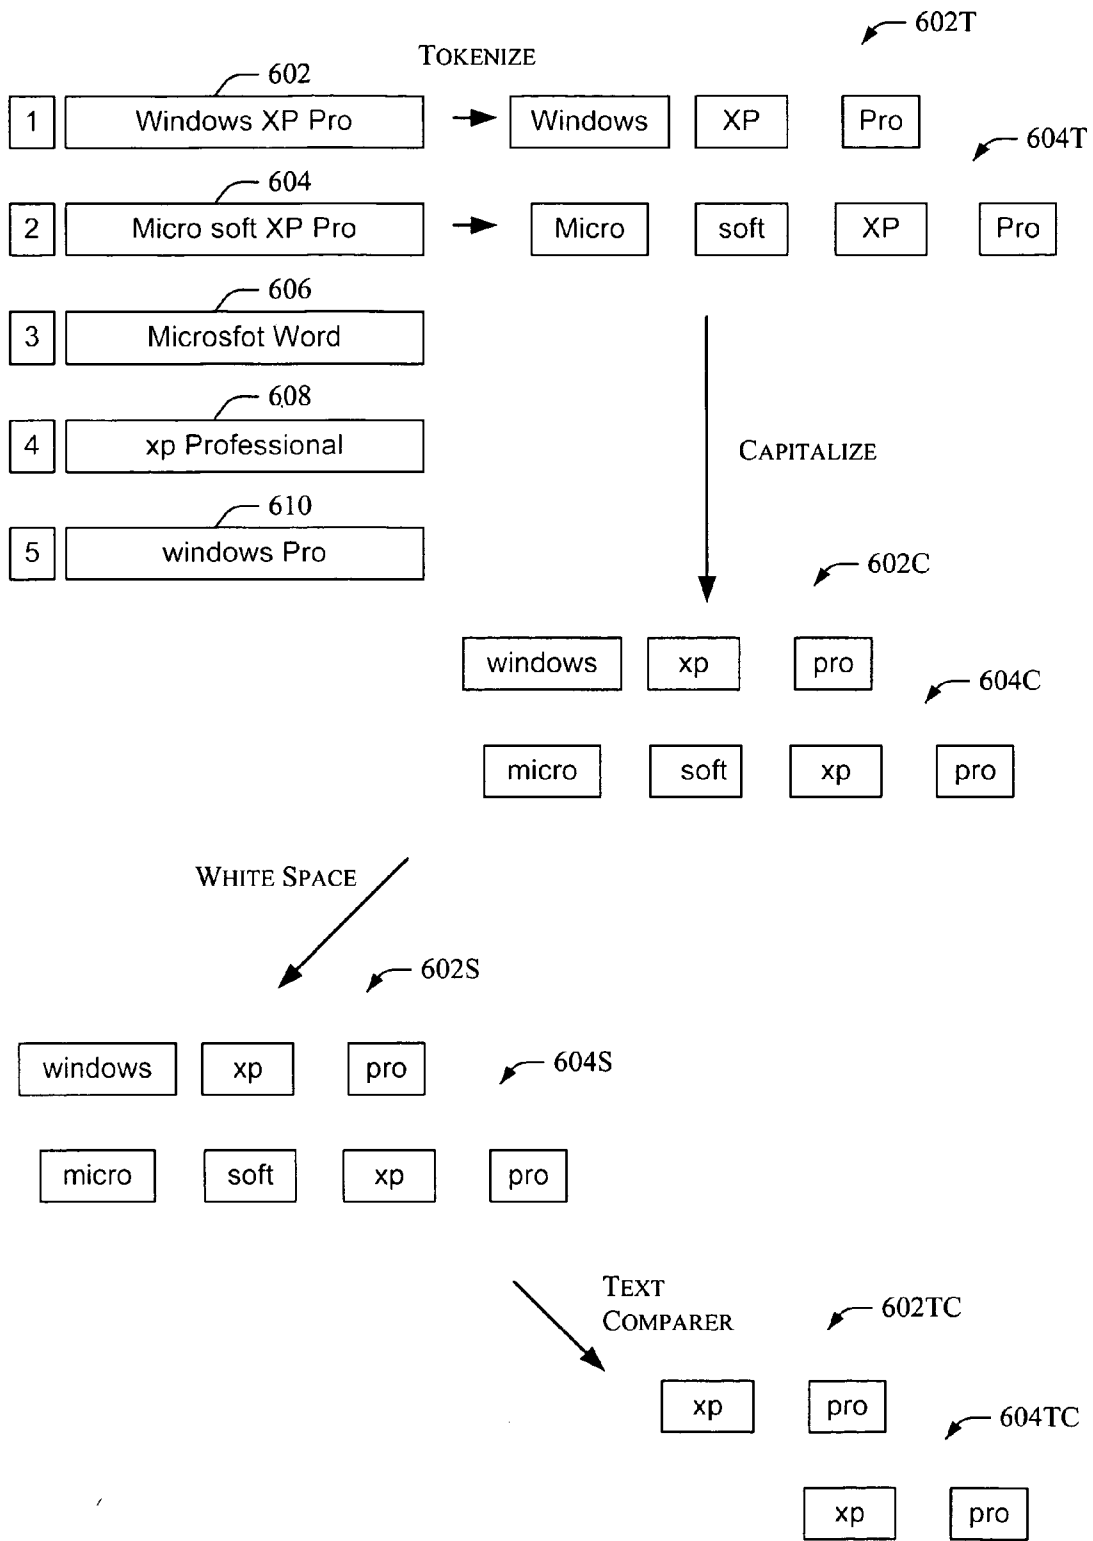 602T
TOKENIZE
602
1 Windows XP Pro Windows XP Pro
604T
604
2 Micro soft XP Pro Micro soft XP Pro
606
3 Microsfot Word
608
4 xp Professional
CAPITALIZE
610
5 windows Pro
602C
windows xp pro
604C
micro soft xp pro
WHITE SPACE
602S
windows xp pro
604S
micro soft xp pro
TEXT
COMPARER
602TC
xp pro
604TC
xp pro